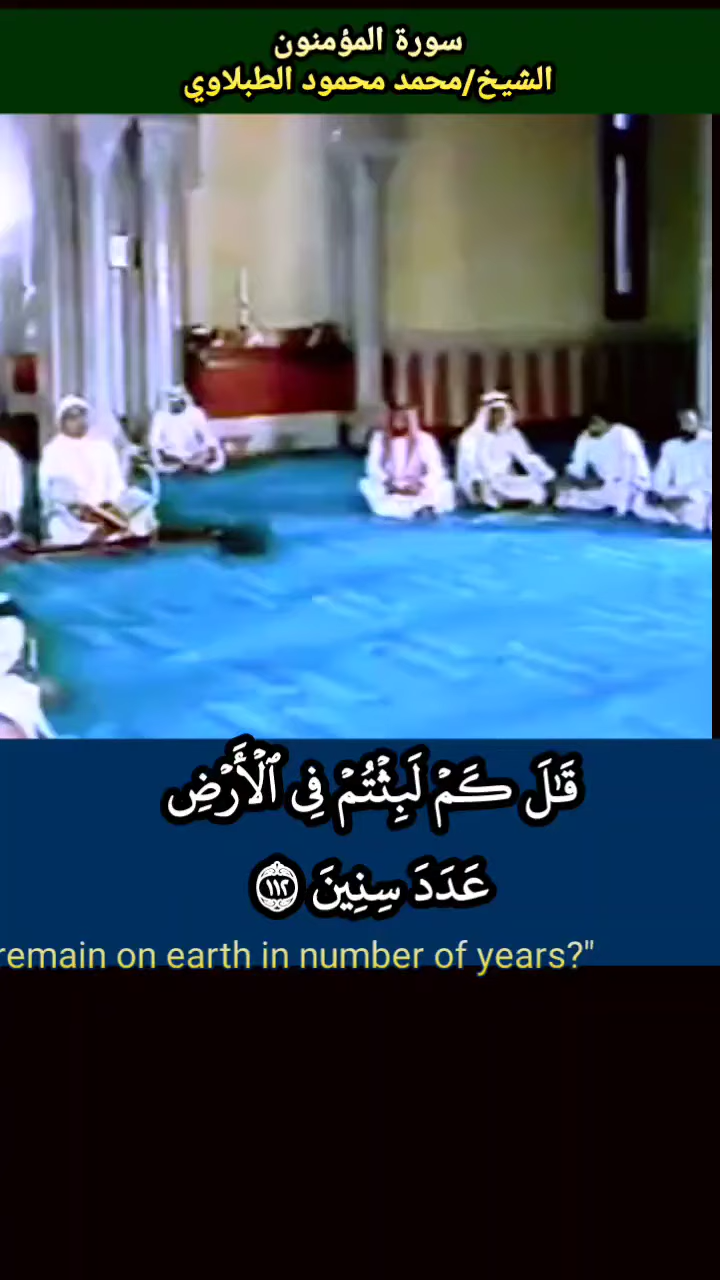 سورة المؤمنون
الشيخ/محمد محمود الطبلاوي
قَٰلَ كَمۡ لَبِثۡتُمۡ فِي ٱلۡأَرۡضِ
عَدَدَ سِنِينَ ١١٢
remain on earth in number of years?"